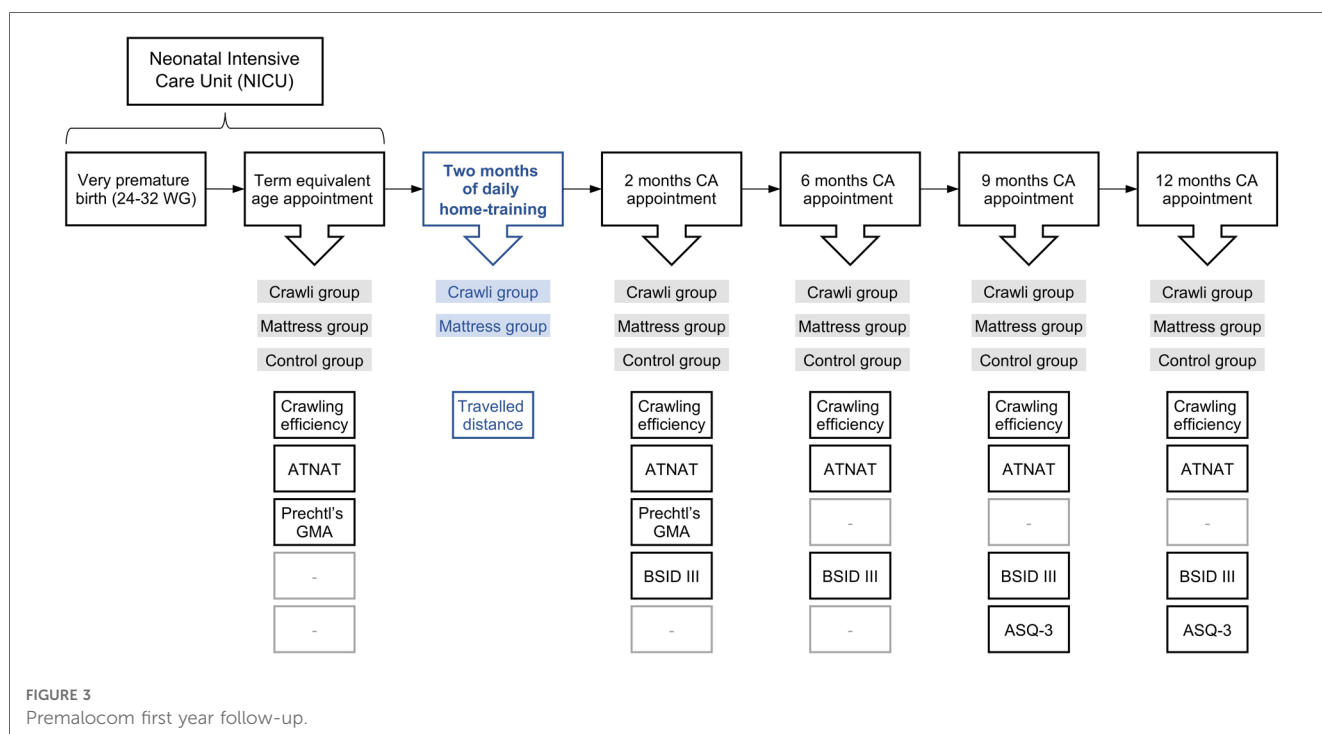 Neonatal Intensive
Care Unit (NICU)
Very premature
birth (24-32 WG)
Term equivalent
age appointment
Two months
of daily
home-training
2 months CA
appointment
6 months CA
appointment
9 months CA
appointment
12 months CA
appointment
Crawli group
Crawli group
Crawli group
Crawli group
Crawli group
Crawli group
Mattress group
Mattress group
Mattress group
Mattress group
Mattress group
Mattress group
Control group
Control group
Control group
Control group
Control group
Crawling
efficiency
Travelled
distance
Crawling
efficiency
Crawling
efficiency
Crawling
efficiency
Crawling
efficiency
ATNAT
ATNAT
ATNAT
ATNAT
ATNAT
Prechtl's
GMA
Prechtl's
GMA
-
-
-
-
BSID III
BSID III
BSID III
BSID III
-
-
-
ASQ-3
ASQ-3
FIGURE 3
Premalocom first year follow-up.